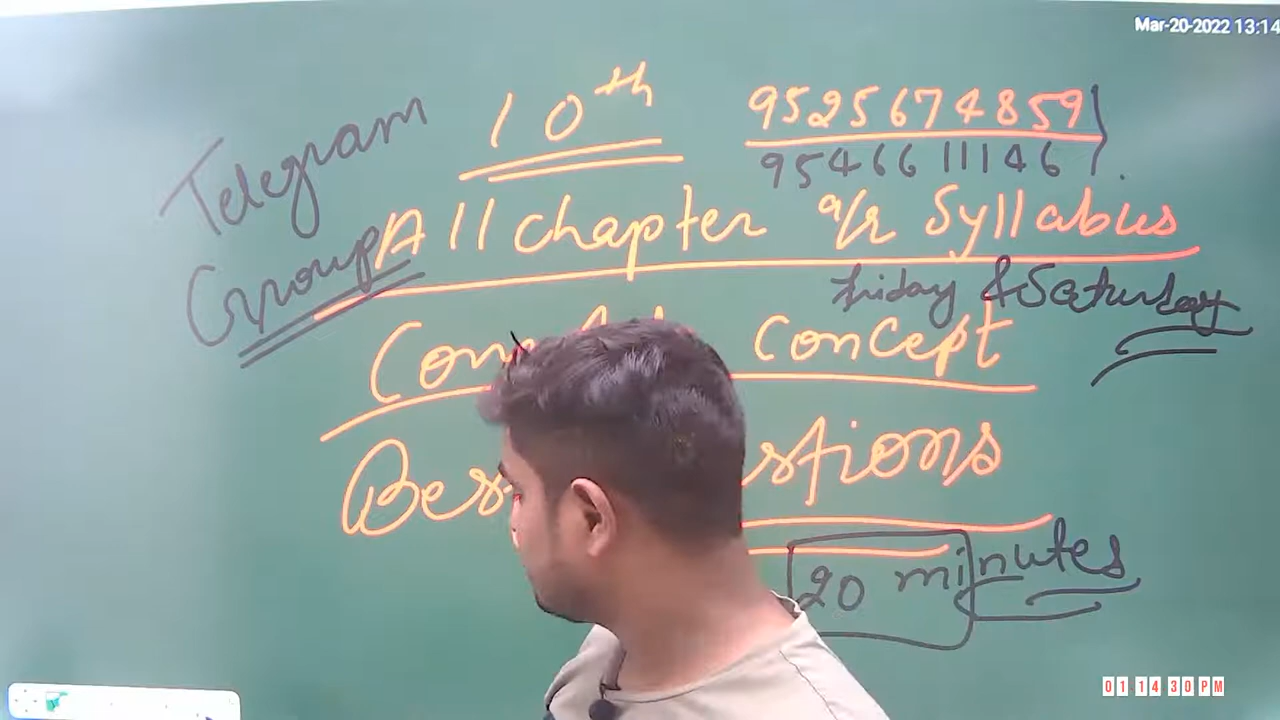 Mar-20-2022 13:14
Telegram
Group
10th
9525674859
9546611146
All chapter a/c Syllabus
Friday & Saturday
Concept
20 minutes
01 14 30 PM